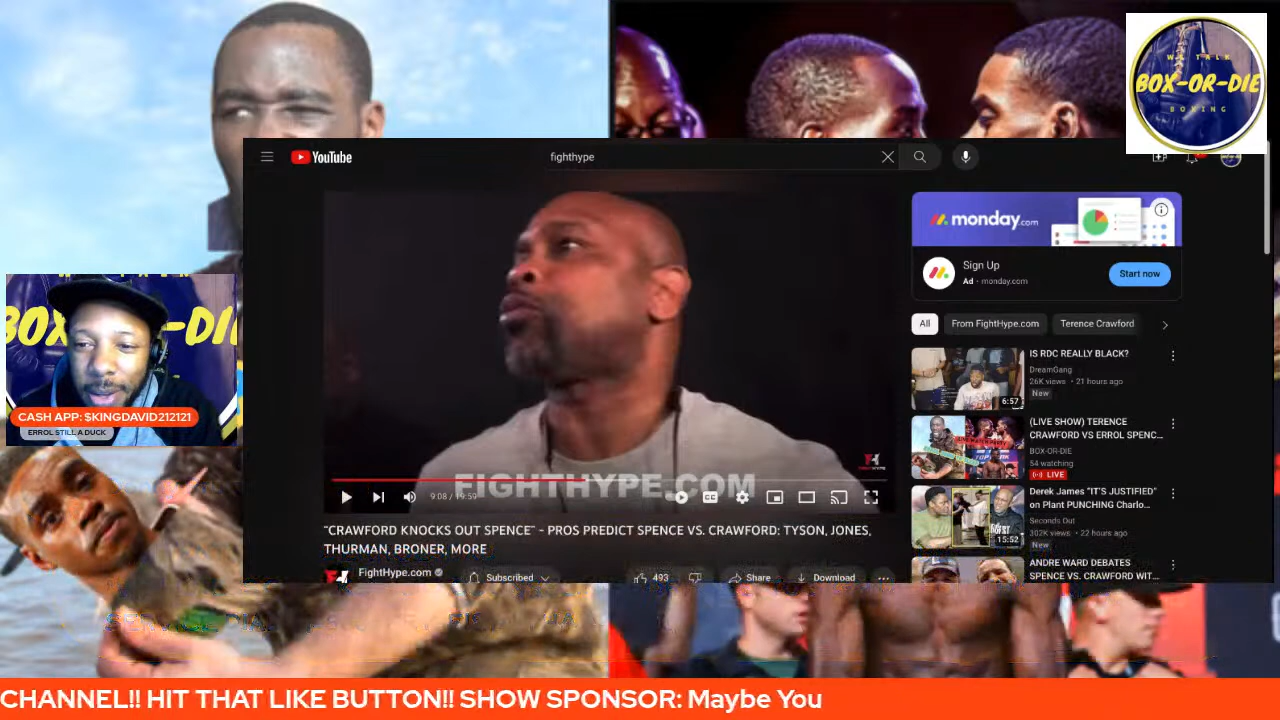 WE TALK
BOX-OR-DIE
BOXING
YouTube
fighthype
monday.com
Sign Up
Ad · monday.com
Start now
All
From FightHype.com
Terence Crawford
IS RDC REALLY BLACK?
DreamGang
26K views · 21 hours ago
New
6:57
(LIVE SHOW) TERENCE
CRAWFORD VS ERROL SPENC...
BOX-OR-DIE
54 watching
LIVE
Derek James "IT'S JUSTIFIED"
on Plant PUNCHING Charlo...
Seconds Out
302K views · 22 hours ago
New
15:52
ANDRE WARD DEBATES
SPENCE VS. CRAWFORD WIT...
FIGHTHYPE.COM
9:08 / 19:59
"CRAWFORD KNOCKS OUT SPENCE" - PROS PREDICT SPENCE VS. CRAWFORD: TYSON, JONES,
THURMAN, BRONER, MORE
FightHype.com
Subscribed
493
Share
Download
BOX
-DIE
CASH APP: $KINGDAVID212121
ERROL STILL A DUCK
CHANNEL!! HIT THAT LIKE BUTTON!! SHOW SPONSOR: Maybe You